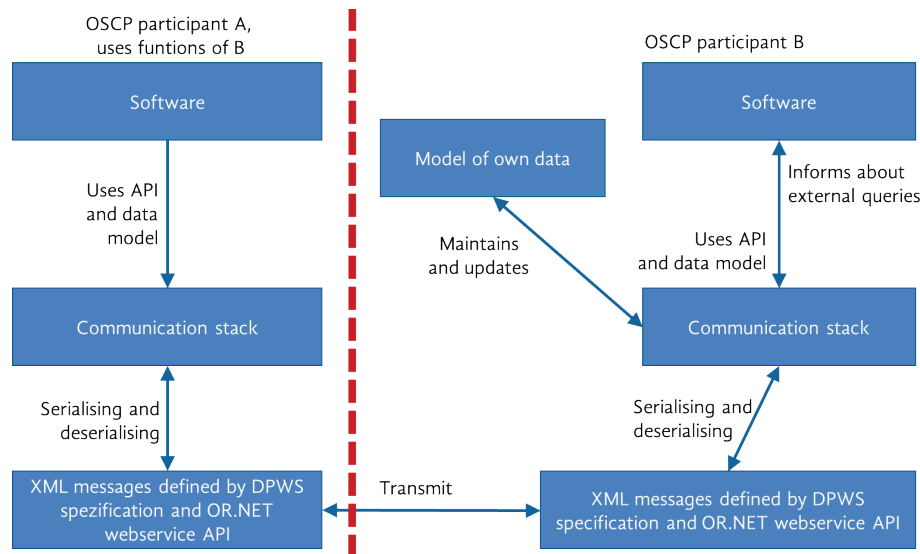 OSCP participant A,
uses funtions of B
Software
Uses API
and data
model
Communication stack
Serialising and
deserialising
XML messages defined by DPWS
spezification and OR.NET
webservice API
Transmit
OSCP participant B
Software
Model of own data
Informs about
external queries
Maintains
and updates
Uses API
and data model
Communication stack
Serialising and
deserialising
XML messages defined by DPWS
specification and OR.NET webservice API